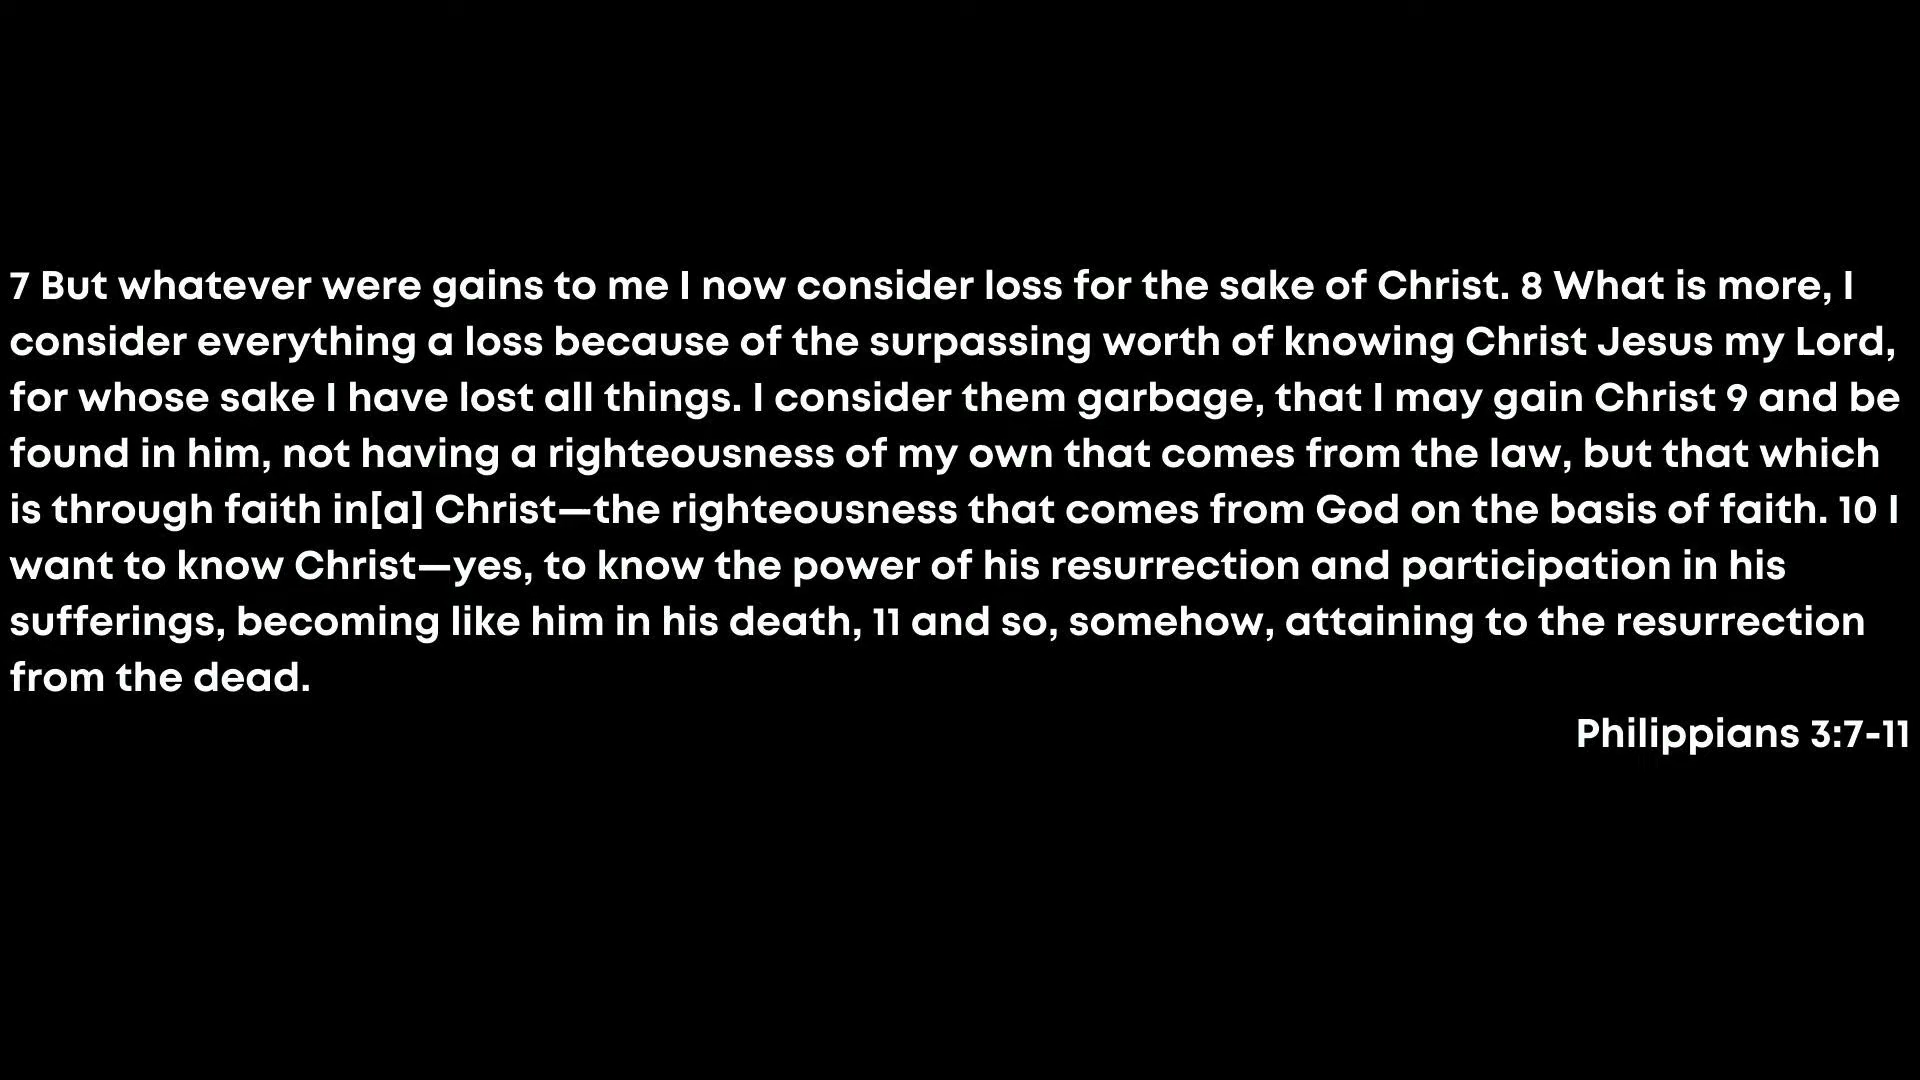 7 But whatever were gains to me I now consider loss for the sake of Christ. 8 What is more, I
consider everything a loss because of the surpassing worth of knowing Christ Jesus my Lord,
for whose sake I have lost all things. I consider them garbage, that I may gain Christ 9 and be
found in him, not having a righteousness of my own that comes from the law, but that which
is through faith in[a] Christ—the righteousness that comes from God on the basis of faith. 10 I
want to know Christ—yes, to know the power of his resurrection and participation in his
sufferings, becoming like him in his death, 11 and so, somehow, attaining to the resurrection
from the dead.
Philippians 3:7-11